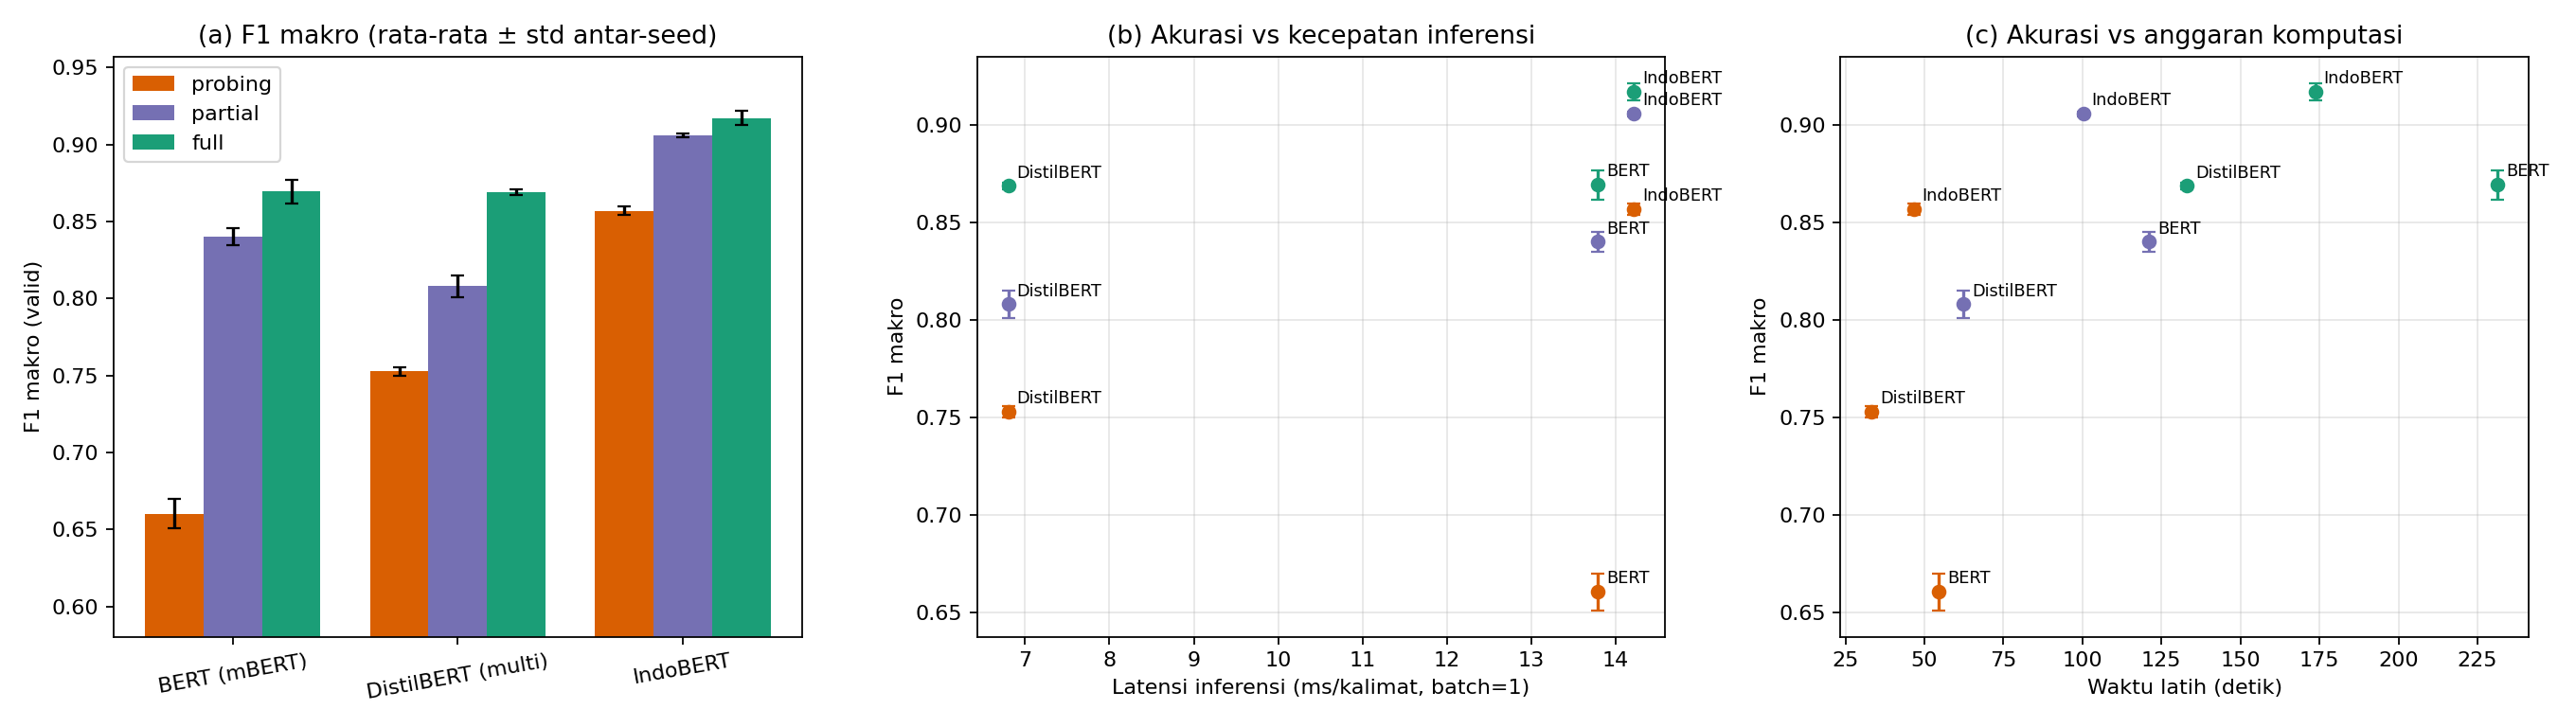 (a) F1 makro (rata-rata ± std antar-seed)
F1 makro (valid)
0.95
0.90
0.85
0.80
0.75
0.70
0.65
0.60
probing
partial
full
BERT (mBERT)
DistilBERT (multi)
IndoBERT
(b) Akurasi vs kecepatan inferensi
F1 makro
0.90
0.85
0.80
0.75
0.70
0.65
IndoBERT
IndoBERT
DistilBERT
BERT
IndoBERT
BERT
DistilBERT
DistilBERT
BERT
7
8
9
10
11
12
13
14
Latensi inferensi (ms/kalimat, batch=1)
(c) Akurasi vs anggaran komputasi
F1 makro
0.90
0.85
0.80
0.75
0.70
0.65
IndoBERT
IndoBERT
DistilBERT
BERT
IndoBERT
BERT
DistilBERT
DistilBERT
BERT
25
50
75
100
125
150
175
200
225
Waktu latih (detik)